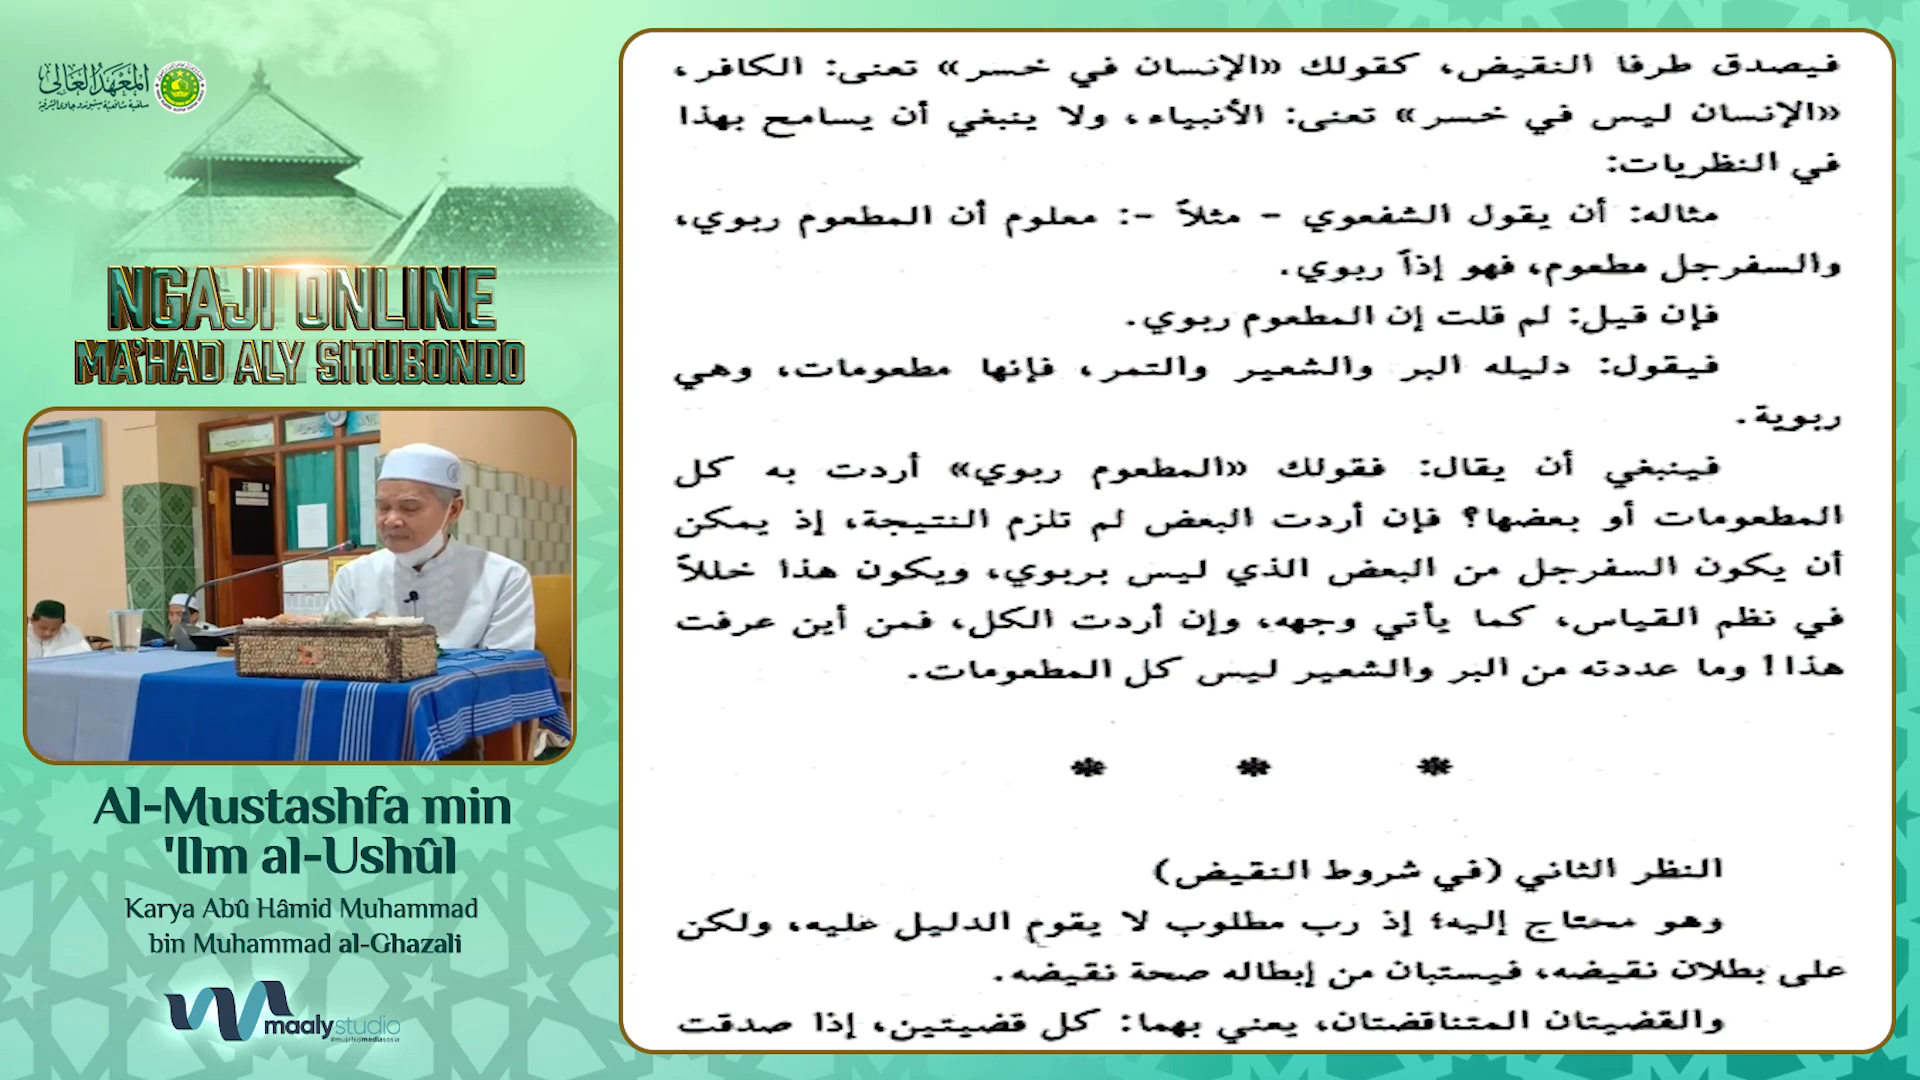 المعهد العالي
NGAJI ONLINE
MA'HAD ALY SITUBONDO
Al-Mustashfa min
'Ilm al-Ushûl
Karya Abû Hâmid Muhammad
bin Muhammad al-Ghazali
maalystudio
#mujahidmediasosia
فيصدق طرفا النقيض، كقولك «الإنسان في خسر» تعنى: الكافر،
«الإنسان ليس في خسر» تعنى: الأنبياء، ولا ينبغي أن يسامح بهذا
في النظريات:
مثاله: أن يقول الشفعوي - مثلاً -: معلوم أن المطعوم ربوي،
والسفرجل مطعوم، فهو إذاً ربوي.
فإن قيل: لم قلت إن المطعوم ربوي.
فيقول: دليله البر والشعير والتمر، فإنها مطعومات، وهي
ربوية.
فينبغي أن يقال: فقولك «المطعوم ربوي» أردت به كل
المطعومات أو بعضها؟ فإن أردت البعض لم تلزم النتيجة، إذ يمكن
أن يكون السفرجل من البعض الذي ليس بربوي، ويكون هذا خللاً
في نظم القياس، كما يأتي وجهه، وإن أردت الكل، فمن أين عرفت
هذا! وما عددته من البر والشعير ليس كل المطعومات.
* * *
النظر الثاني (في شروط النقيض)
وهو محتاج إليه؛ إذ رب مطلوب لا يقوم الدليل عليه، ولكن
على بطلان نقيضه، فيستبان من إبطاله صحة نقيضه.
والقضيتان المتناقضتان، يعني بهما: كل قضيتين، إذا صدقت